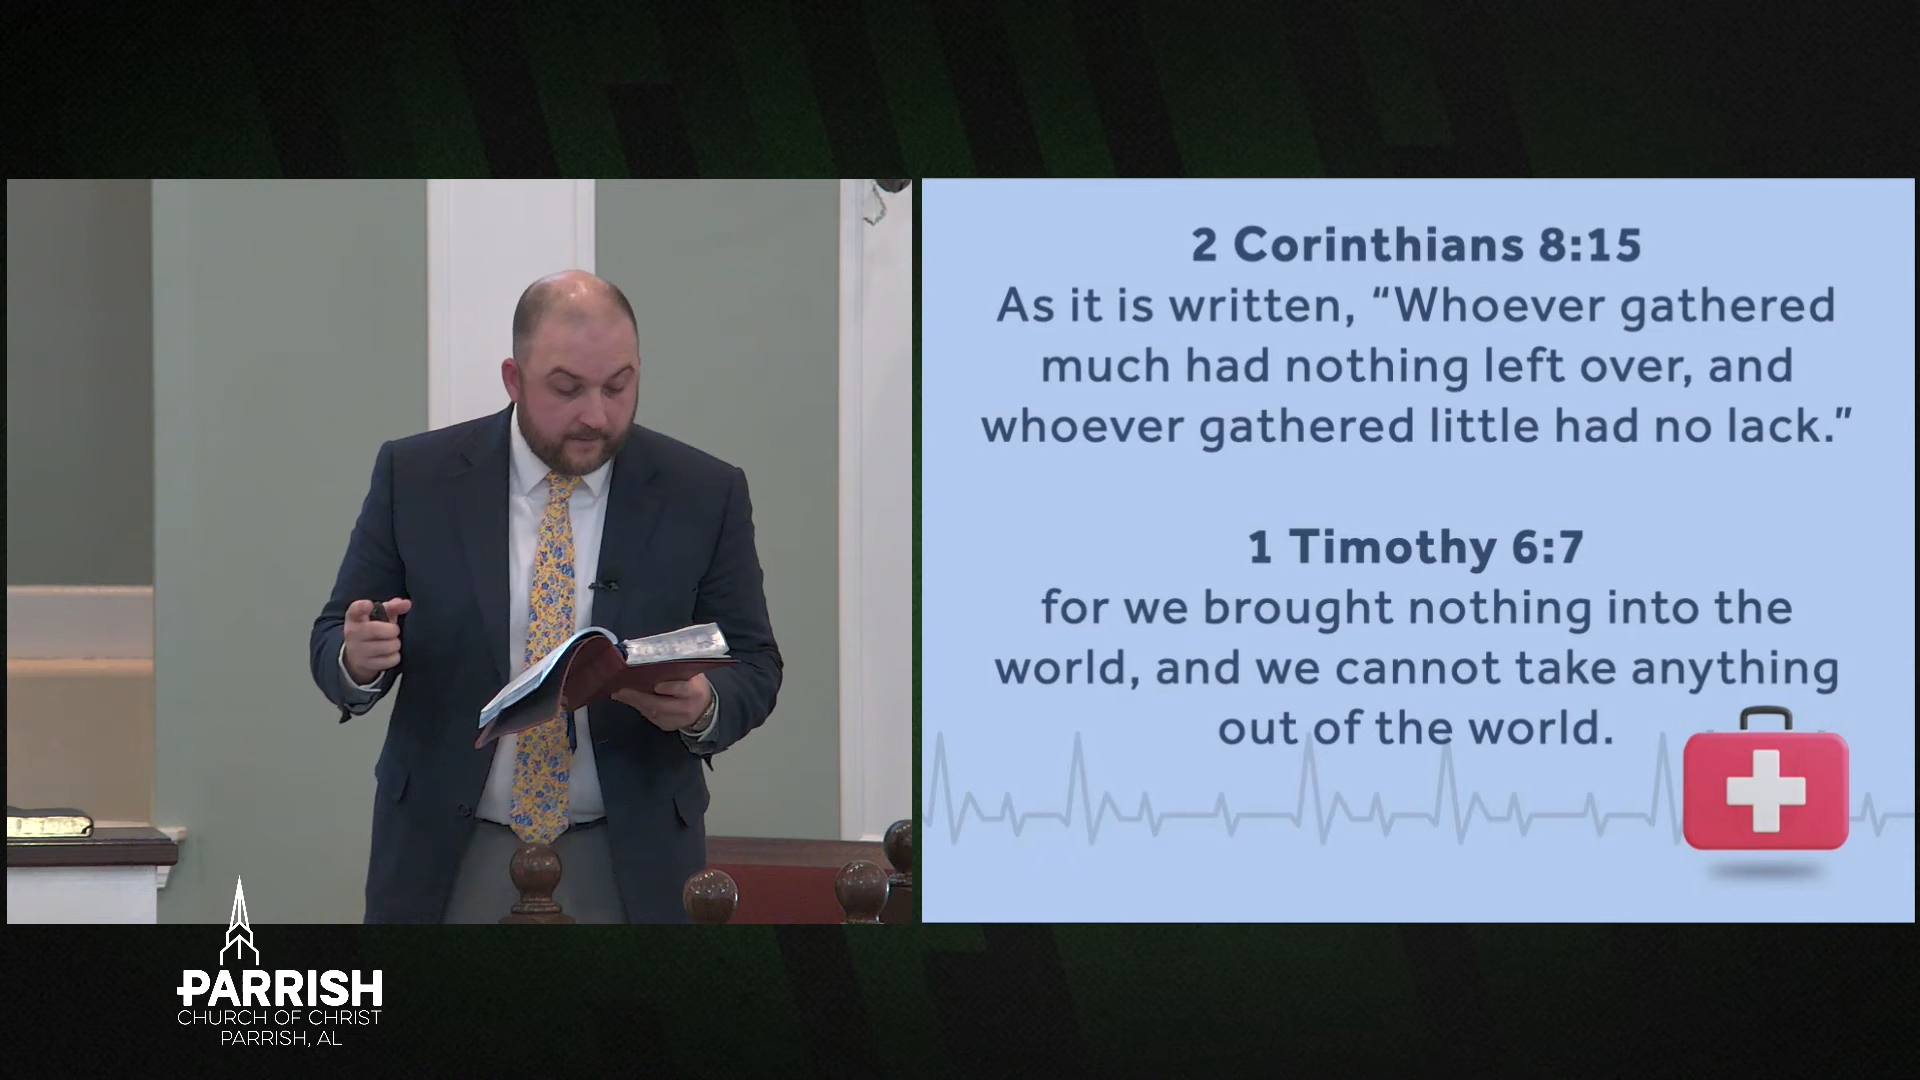 2 Corinthians 8:15
As it is written, “Whoever gathered
much had nothing left over, and
whoever gathered little had no lack.”
1 Timothy 6:7
for we brought nothing into the
world, and we cannot take anything
out of the world.
PARRISH
CHURCH OF CHRIST
PARRISH, AL